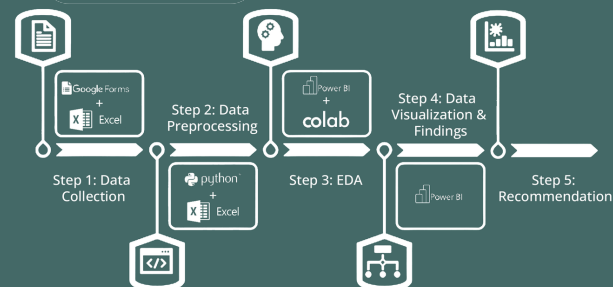 Google Forms
+
Excel
Step 1: Data
Collection
Step 2: Data
Preprocessing
python
+
Excel
Power BI
+
colab
Step 3: EDA
Step 4: Data
Visualization &
Findings
Power BI
Step 5:
Recommendation